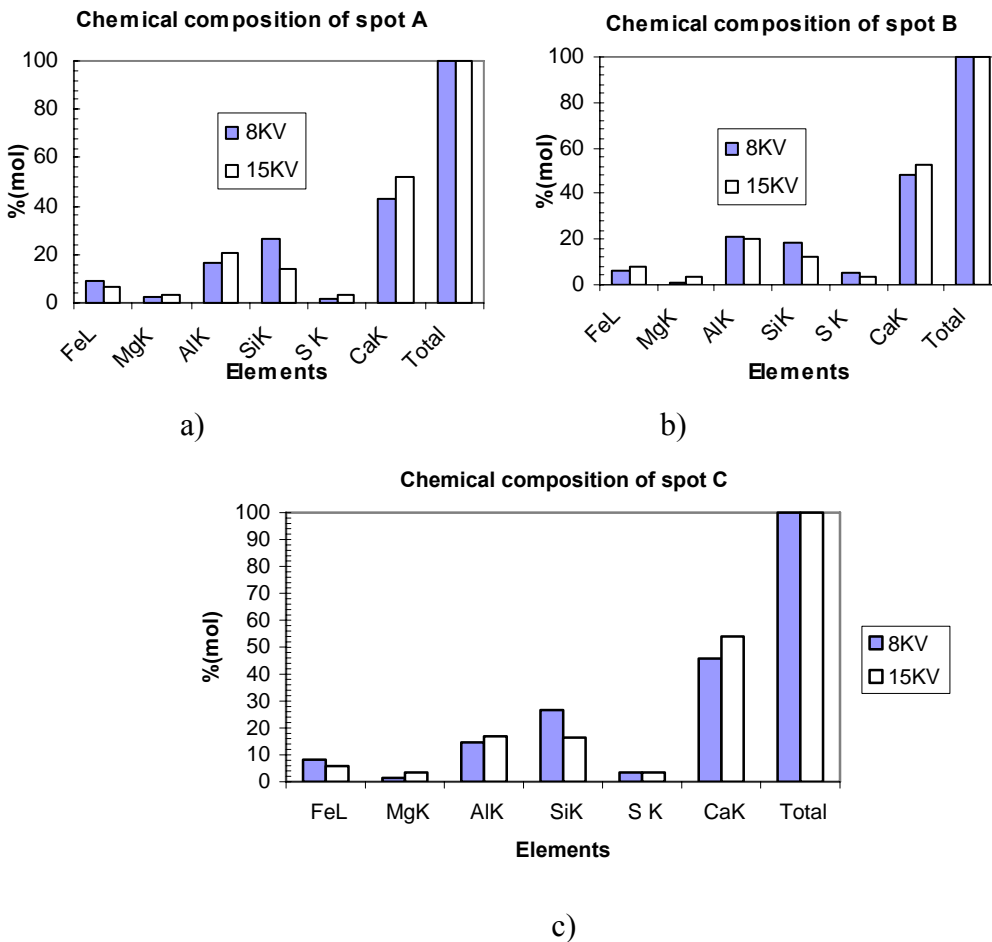 Chemical composition of spot A
%(mol)
100
80
60
40
20
0
8KV
15KV
FeL MgK AlK SiK S K CaK Total
Elements
a)
Chemical composition of spot B
%(mol)
100
80
60
40
20
0
8KV
15KV
FeL MgK AlK SiK S K CaK Total
Elements
b)
Chemical composition of spot C
%(mol)
100
90
80
70
60
50
40
30
20
10
0
8KV
15KV
FeL MgK AlK SiK S K CaK Total
Elements
c)